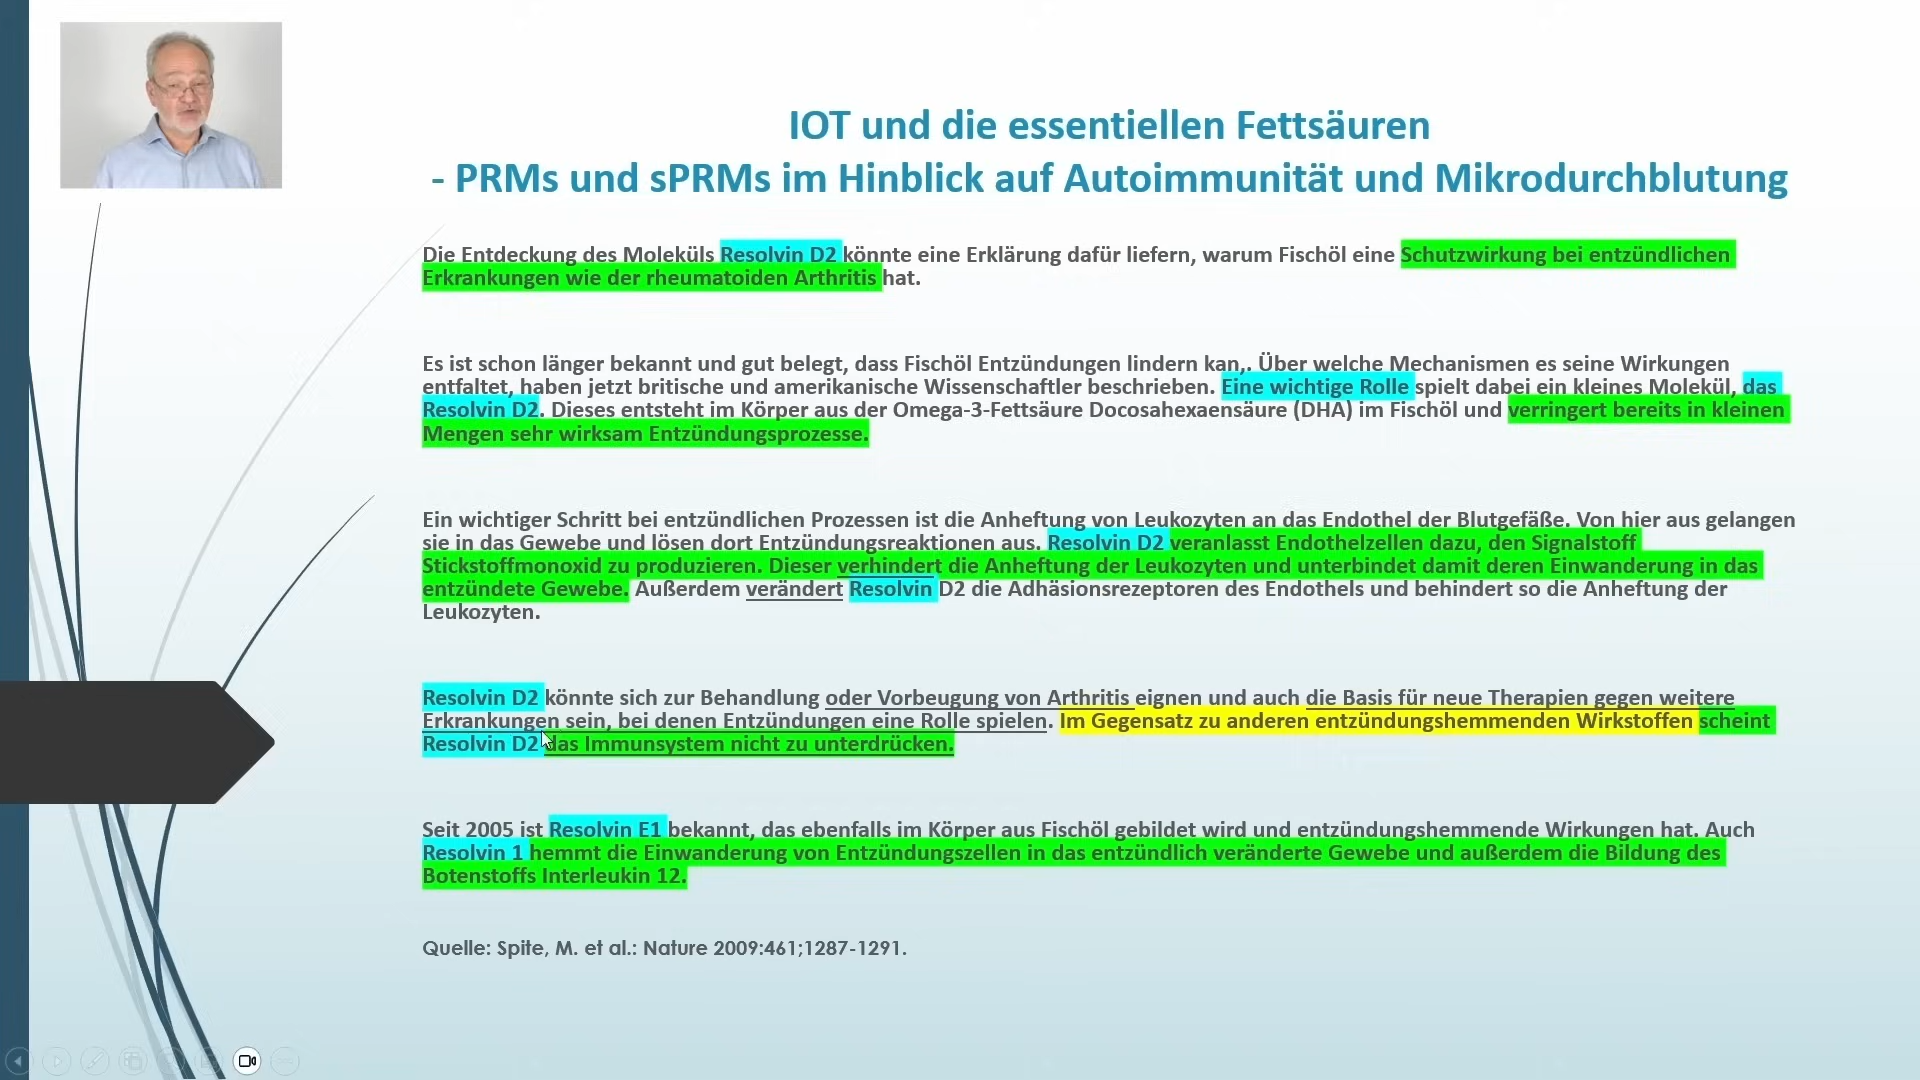 IOT und die essentiellen Fettsäuren
- PRMs und sPRMs im Hinblick auf Autoimmunität und Mikrodurchblutung
Die Entdeckung des Moleküls Resolvin D2 könnte eine Erklärung dafür liefern, warum Fischöl eine Schutzwirkung bei entzündlichen
Erkrankungen wie der rheumatoiden Arthritis hat.
Es ist schon länger bekannt und gut belegt, dass Fischöl Entzündungen lindern kan,. Über welche Mechanismen es seine Wirkungen
entfaltet, haben jetzt britische und amerikanische Wissenschaftler beschrieben. Eine wichtige Rolle spielt dabei ein kleines Molekül, das
Resolvin D2. Dieses entsteht im Körper aus der Omega-3-Fettsäure Docosahexaensäure (DHA) im Fischöl und verringert bereits in kleinen
Mengen sehr wirksam Entzündungsprozesse.
Ein wichtiger Schritt bei entzündlichen Prozessen ist die Anheftung von Leukozyten an das Endothel der Blutgefäße. Von hier aus gelangen
sie in das Gewebe und lösen dort Entzündungsreaktionen aus. Resolvin D2 veranlasst Endothelzellen dazu, den Signalstoff
Stickstoffmonoxid zu produzieren. Dieser verhindert die Anheftung der Leukozyten und unterbindet damit deren Einwanderung in das
entzündete Gewebe. Außerdem verändert Resolvin D2 die Adhäsionsrezeptoren des Endothels und behindert so die Anheftung der
Leukozyten.
Resolvin D2 könnte sich zur Behandlung oder Vorbeugung von Arthritis eignen und auch die Basis für neue Therapien gegen weitere
Erkrankungen sein, bei denen Entzündungen eine Rolle spielen. Im Gegensatz zu anderen entzündungshemmenden Wirkstoffen scheint
Resolvin D2 das Immunsystem nicht zu unterdrücken.
Seit 2005 ist Resolvin E1 bekannt, das ebenfalls im Körper aus Fischöl gebildet wird und entzündungshemmende Wirkungen hat. Auch
Resolvin 1 hemmt die Einwanderung von Entzündungszellen in das entzündlich veränderte Gewebe und außerdem die Bildung des
Botenstoffs Interleukin 12.
Quelle: Spite, M. et al.: Nature 2009:461;1287-1291.